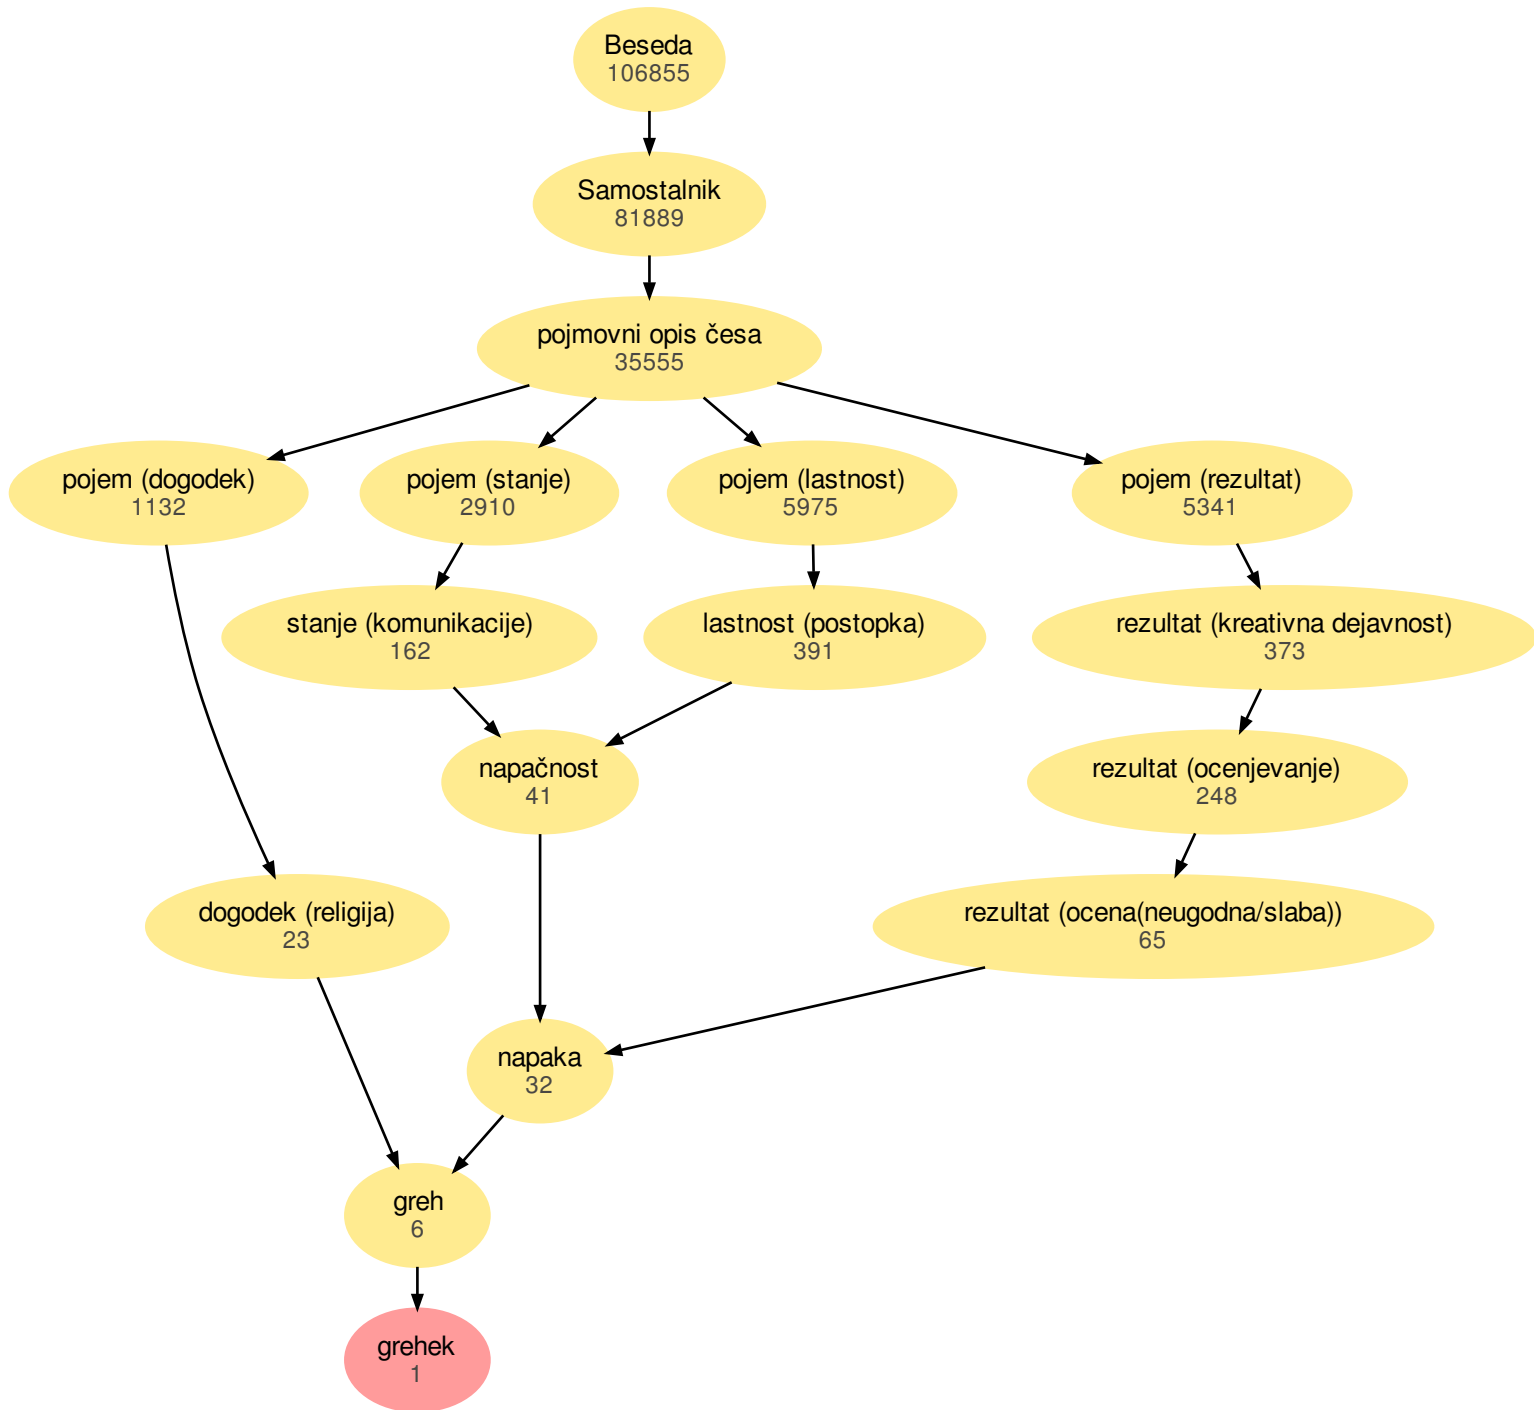 Beseda
106855
Samostalnik
81889
pojmovni opis česa
35555
pojem (dogodek)
1132
pojem (stanje)
2910
pojem (lastnost)
5975
pojem (rezultat)
5341
stanje (komunikacije)
162
lastnost (postopka)
391
rezultat (kreativna dejavnost)
373
napačnost
41
rezultat (ocenjevanje)
248
dogodek (religija)
23
rezultat (ocena(neugodna/slaba))
65
napaka
32
greh
6
grehek
1